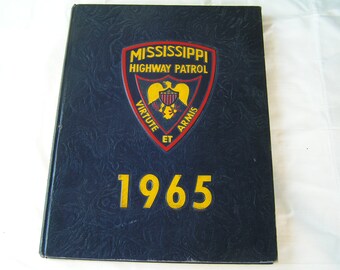 MISSISSIPPI
HIGHWAY PATROL
VIRTUTE ET ARMIS
1965